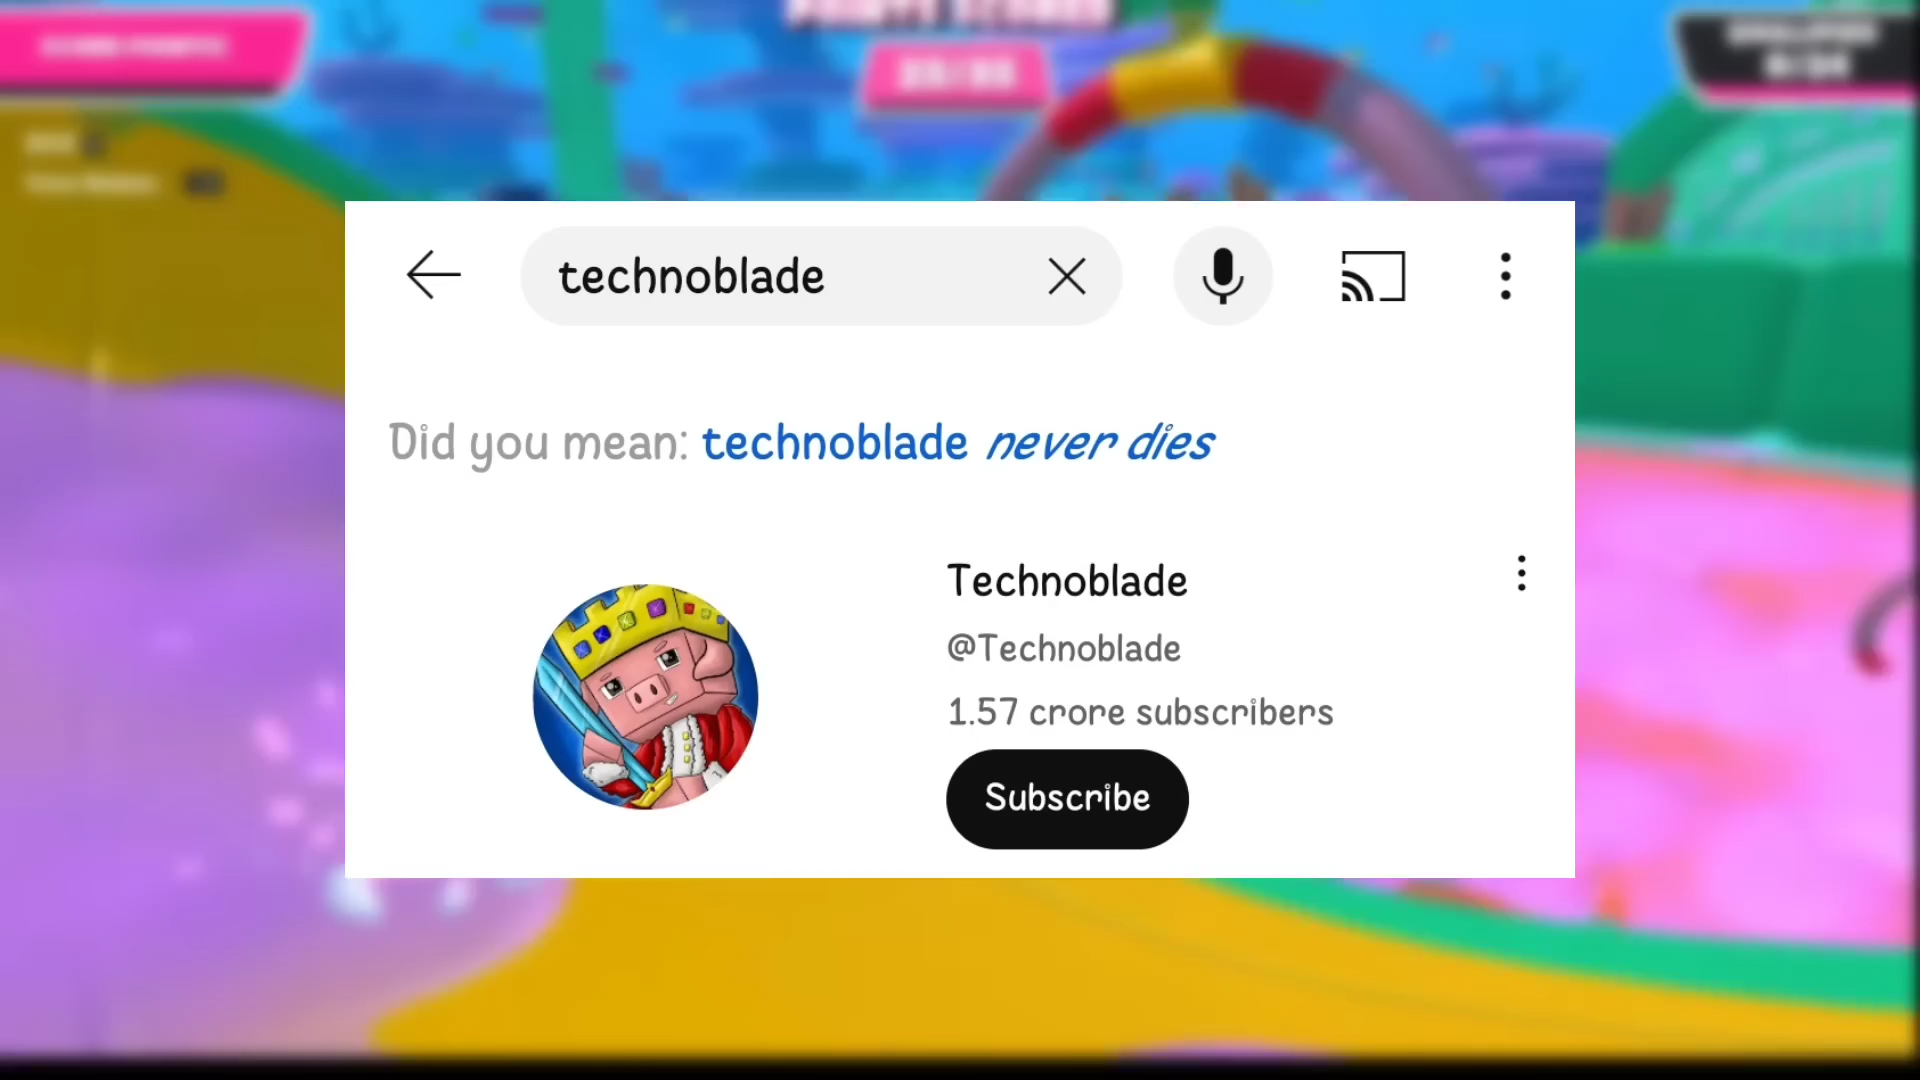 technoblade
Did you mean: technoblade never dies
Technoblade
@Technoblade
1.57 crore subscribers
Subscribe